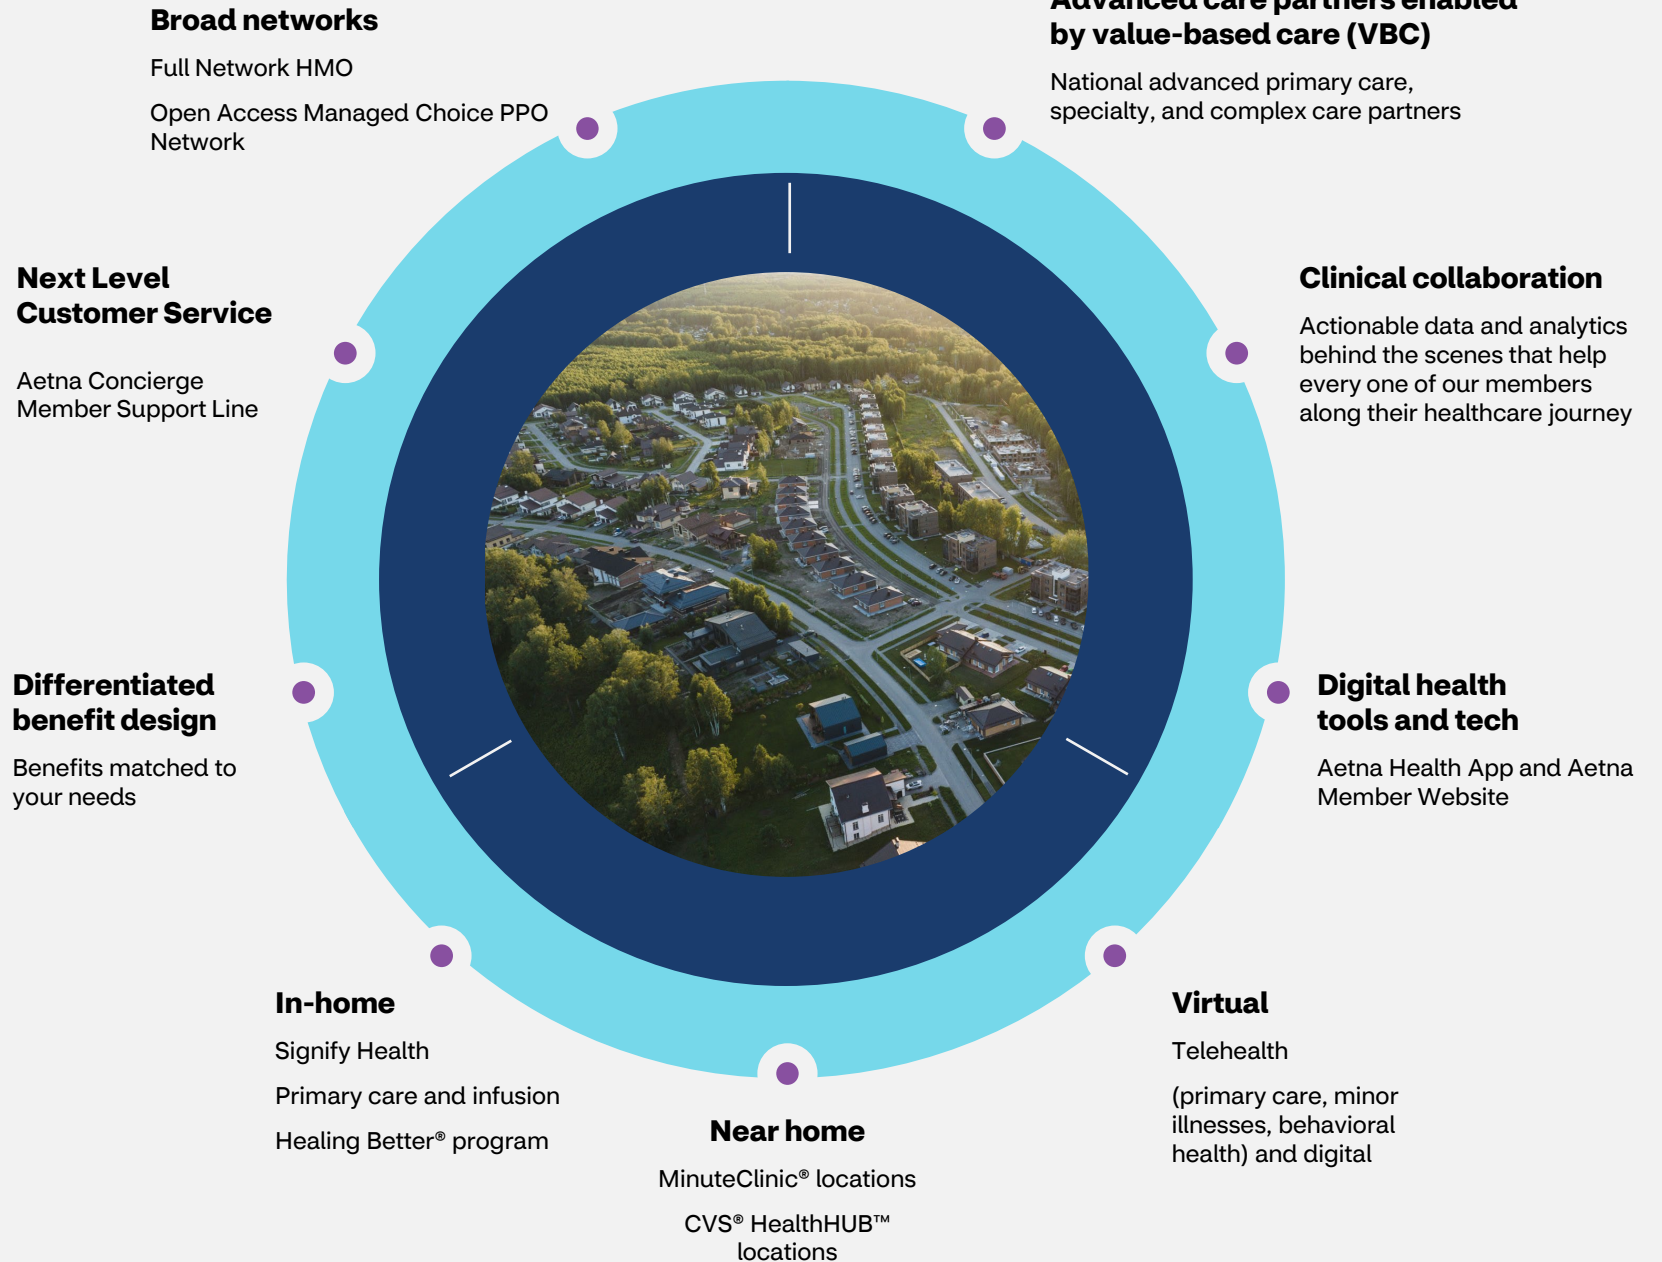 Broad networks
Full Network HMO
Open Access Managed Choice PPO
Network
Advanced care partners enabled
by value-based care (VBC)
National advanced primary care,
specialty, and complex care partners
Next Level
Customer Service
Aetna Concierge
Member Support Line
Clinical collaboration
Actionable data and analytics
behind the scenes that help
every one of our members
along their healthcare journey
Differentiated
benefit design
Benefits matched to
your needs
Digital health
tools and tech
Aetna Health App and Aetna
Member Website
In-home
Signify Health
Primary care and infusion
Healing Better® program
Near home
MinuteClinic® locations
CVS® HealthHUB™
locations
Virtual
Telehealth
(primary care, minor
illnesses, behavioral
health) and digital